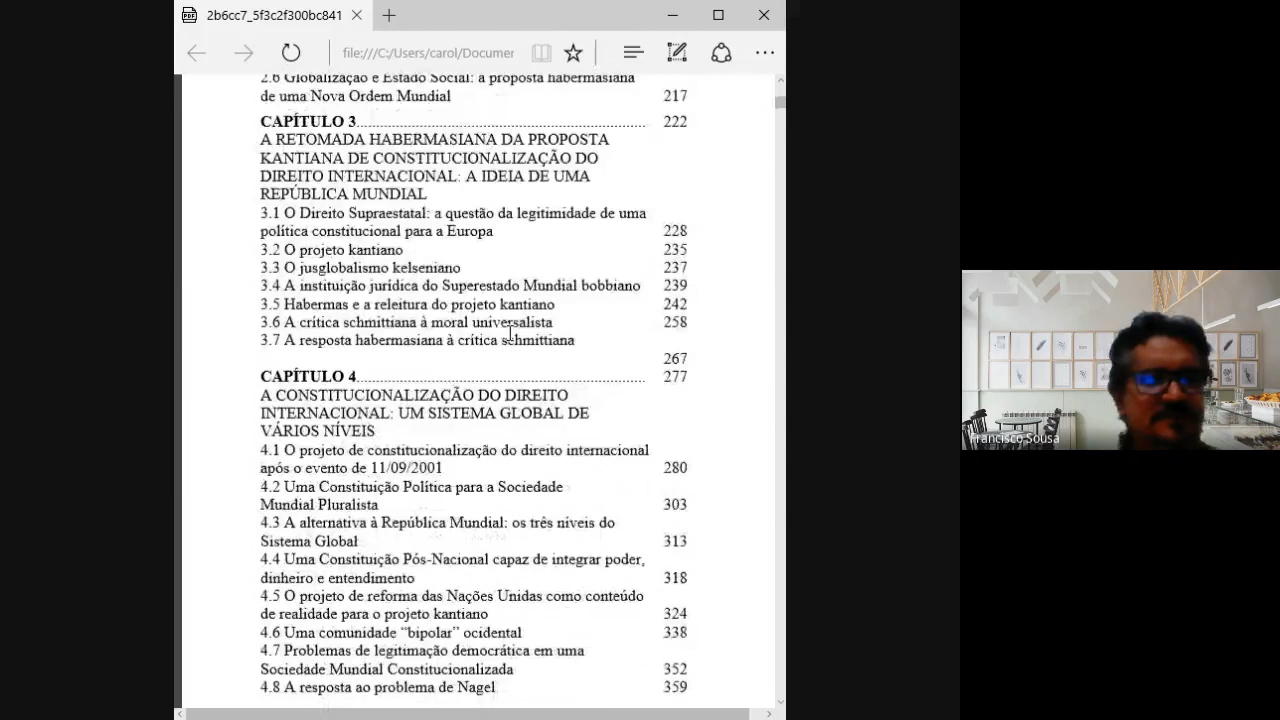 2b6cc7_5f3c2f300bc841
file:///C:/Users/carol/Documer
2.6 Globalização e Estado Social: a proposta habermasiana
de uma Nova Ordem Mundial 217
CAPÍTULO 3 222
A RETOMADA HABERMASIANA DA PROPOSTA
KANTIANA DE CONSTITUCIONALIZAÇÃO DO
DIREITO INTERNACIONAL: A IDEIA DE UMA
REPÚBLICA MUNDIAL
3.1 O Direito Supraestatal: a questão da legitimidade de uma
política constitucional para a Europa 228
3.2 O projeto kantiano 235
3.3 O jusglobalismo kelseniano 237
3.4 A instituição jurídica do Superestado Mundial bobbiano 239
3.5 Habermas e a releitura do projeto kantiano 242
3.6 A crítica schmittiana à moral universalista 258
3.7 A resposta habermasiana à crítica schmittiana
267
CAPÍTULO 4 277
A CONSTITUCIONALIZAÇÃO DO DIREITO
INTERNACIONAL: UM SISTEMA GLOBAL DE
VÁRIOS NÍVEIS
4.1 O projeto de constitucionalização do direito internacional
após o evento de 11/09/2001 280
4.2 Uma Constituição Política para a Sociedade
Mundial Pluralista 303
4.3 A alternativa à República Mundial: os três níveis do
Sistema Global 313
4.4 Uma Constituição Pós-Nacional capaz de integrar poder,
dinheiro e entendimento 318
4.5 O projeto de reforma das Nações Unidas como conteúdo
de realidade para o projeto kantiano 324
4.6 Uma comunidade “bipolar” ocidental 338
4.7 Problemas de legitimação democrática em uma
Sociedade Mundial Constitucionalizada 352
4.8 A resposta ao problema de Nagel 359
Francisco Sousa